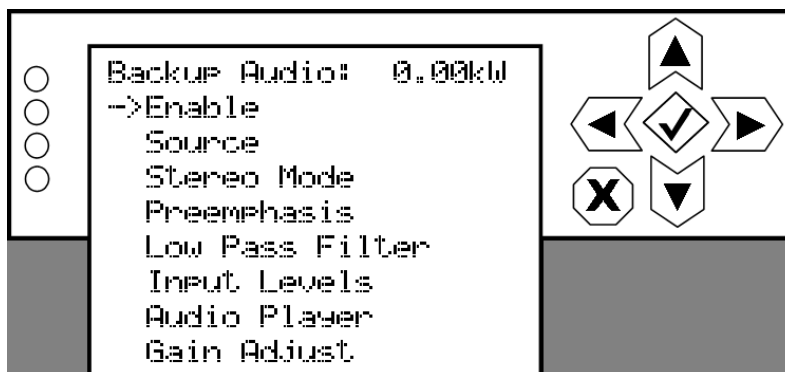 Backup Audio: 0.00kW
->Enable
Source
Stereo Mode
Preemphasis
Low Pass Filter
Input Levels
Audio Player
Gain Adjust
X